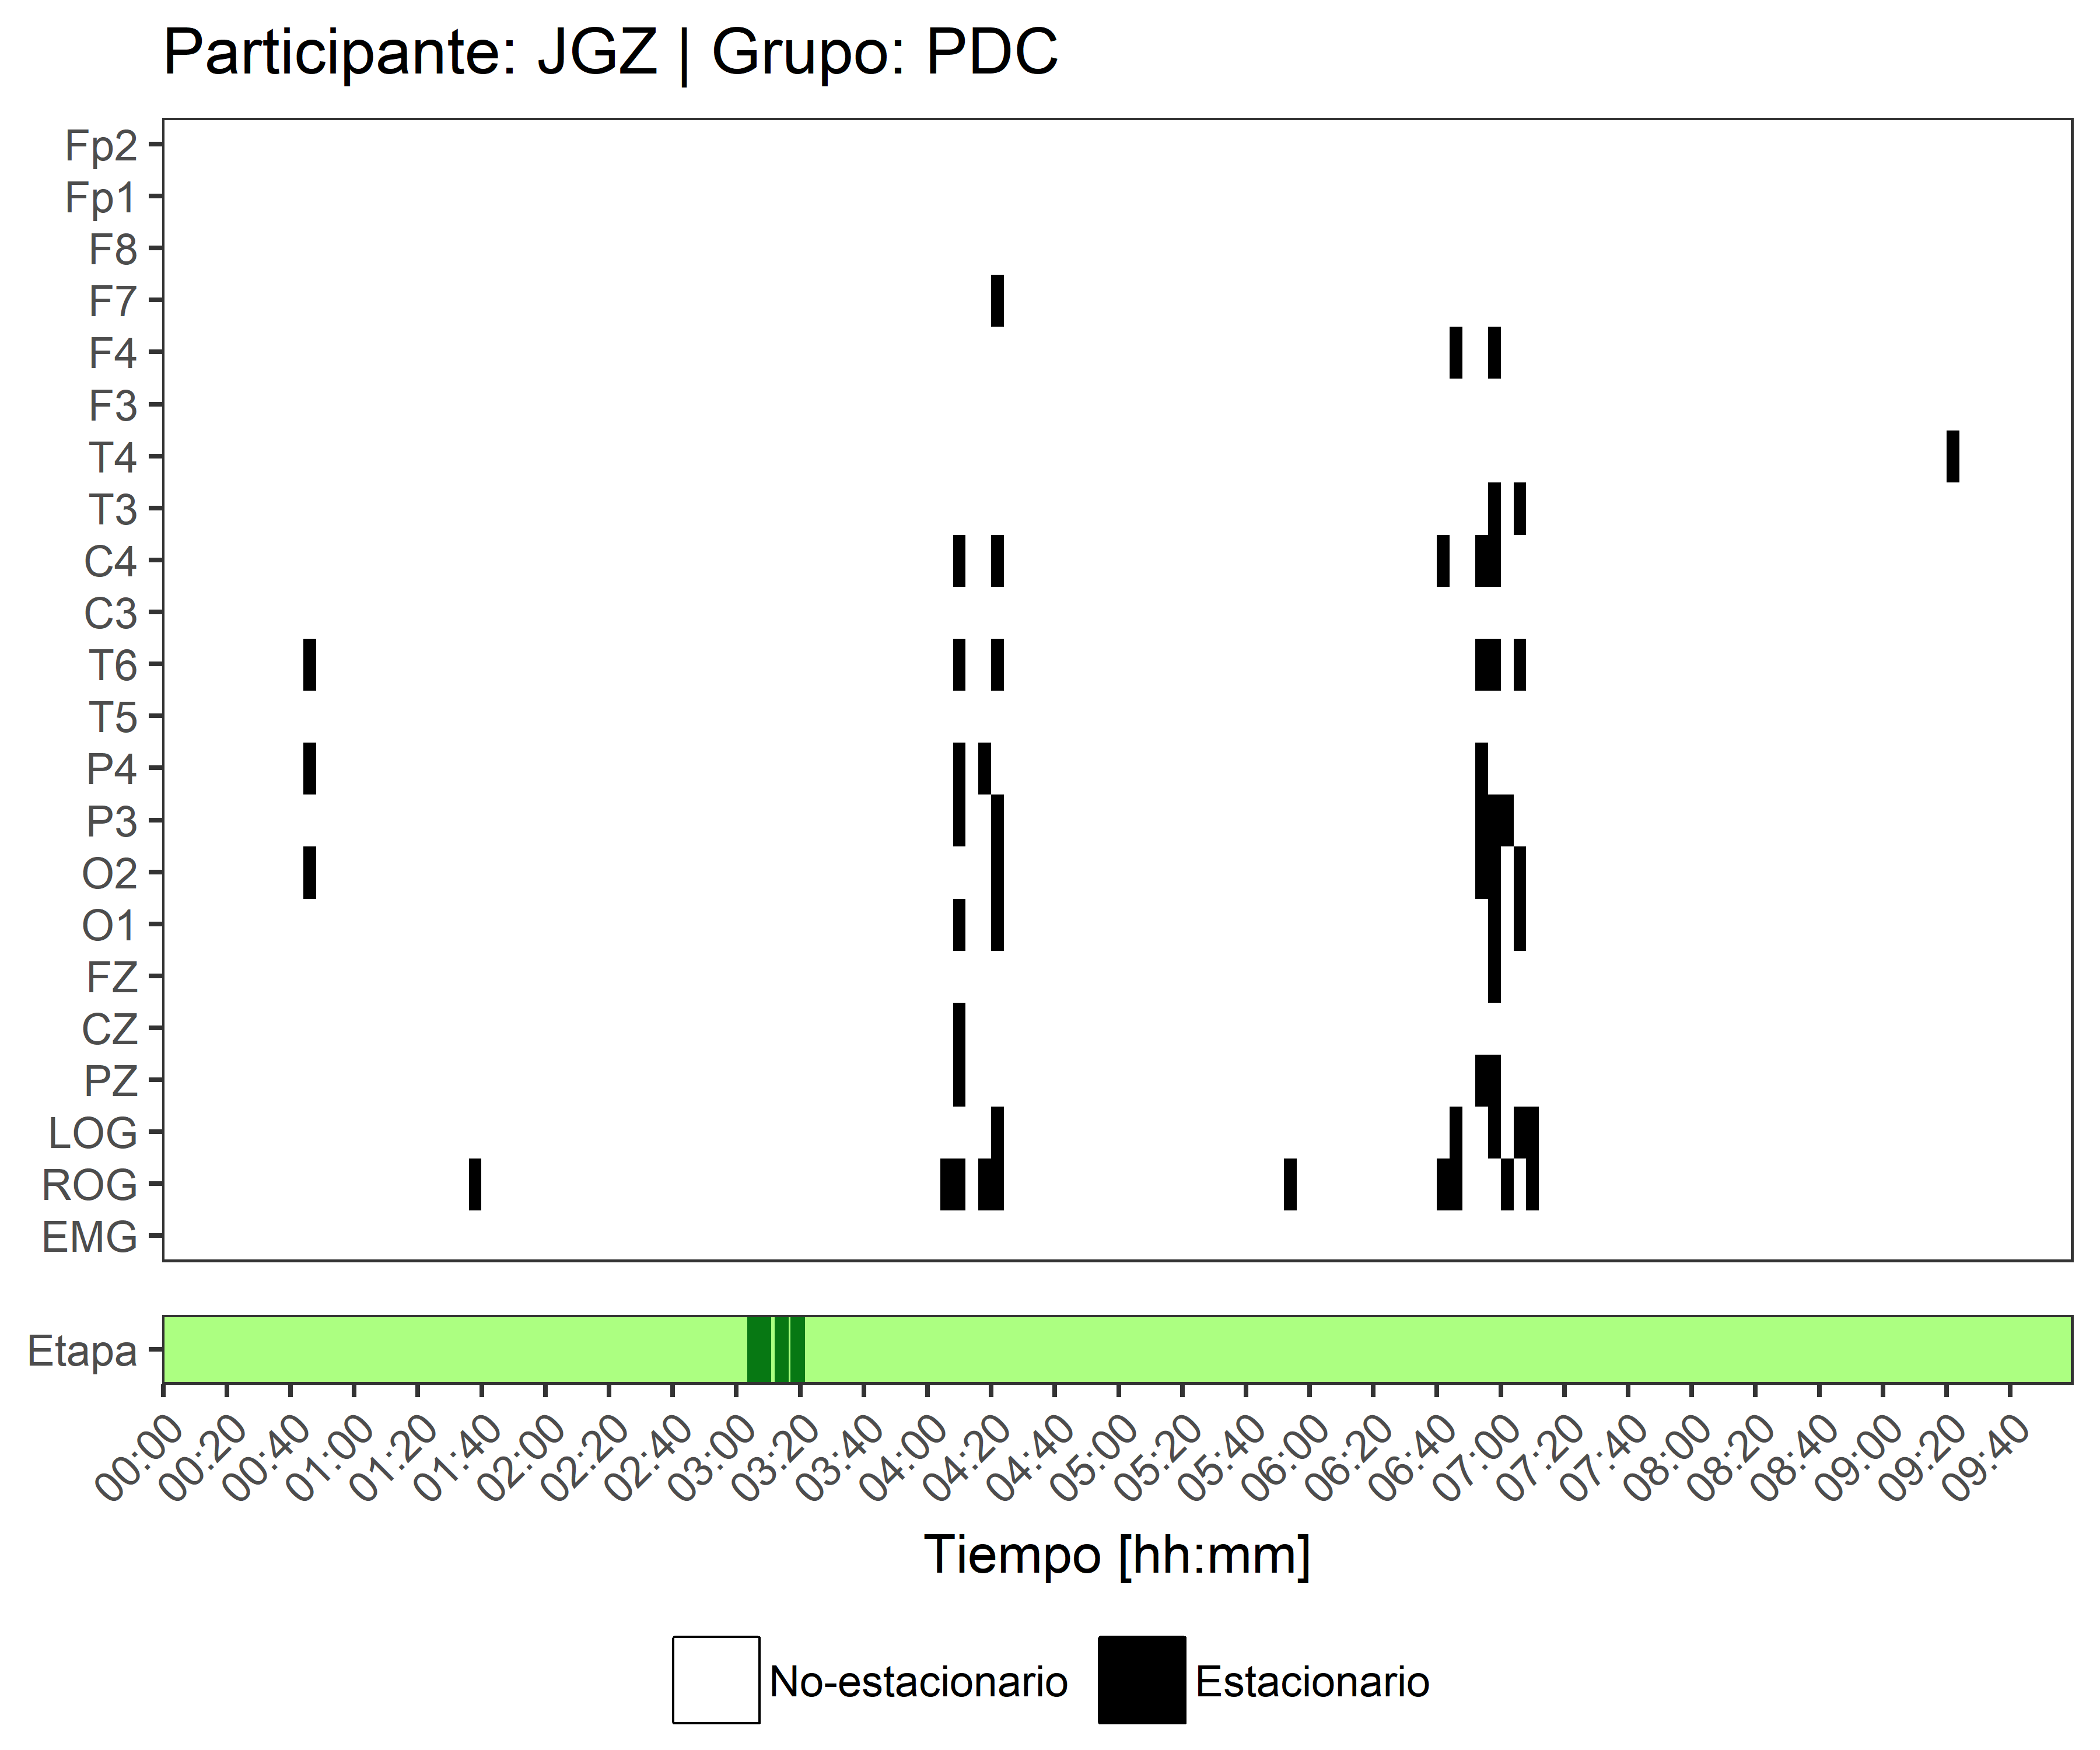 Participante: JGZ | Grupo: PDC
Fp2
Fp1
F8
F7
F4
F3
T4
T3
C4
C3
T6
T5
P4
P3
O2
O1
FZ
CZ
PZ
LOG
ROG
EMG
Etapa
00:00
00:20
00:40
01:00
01:20
01:40
02:00
02:20
02:40
03:00
03:20
03:40
04:00
04:20
04:40
05:00
05:20
05:40
06:00
06:20
06:40
07:00
07:20
07:40
08:00
08:20
08:40
09:00
09:20
09:40
Tiempo [hh:mm]
No-estacionario
Estacionario